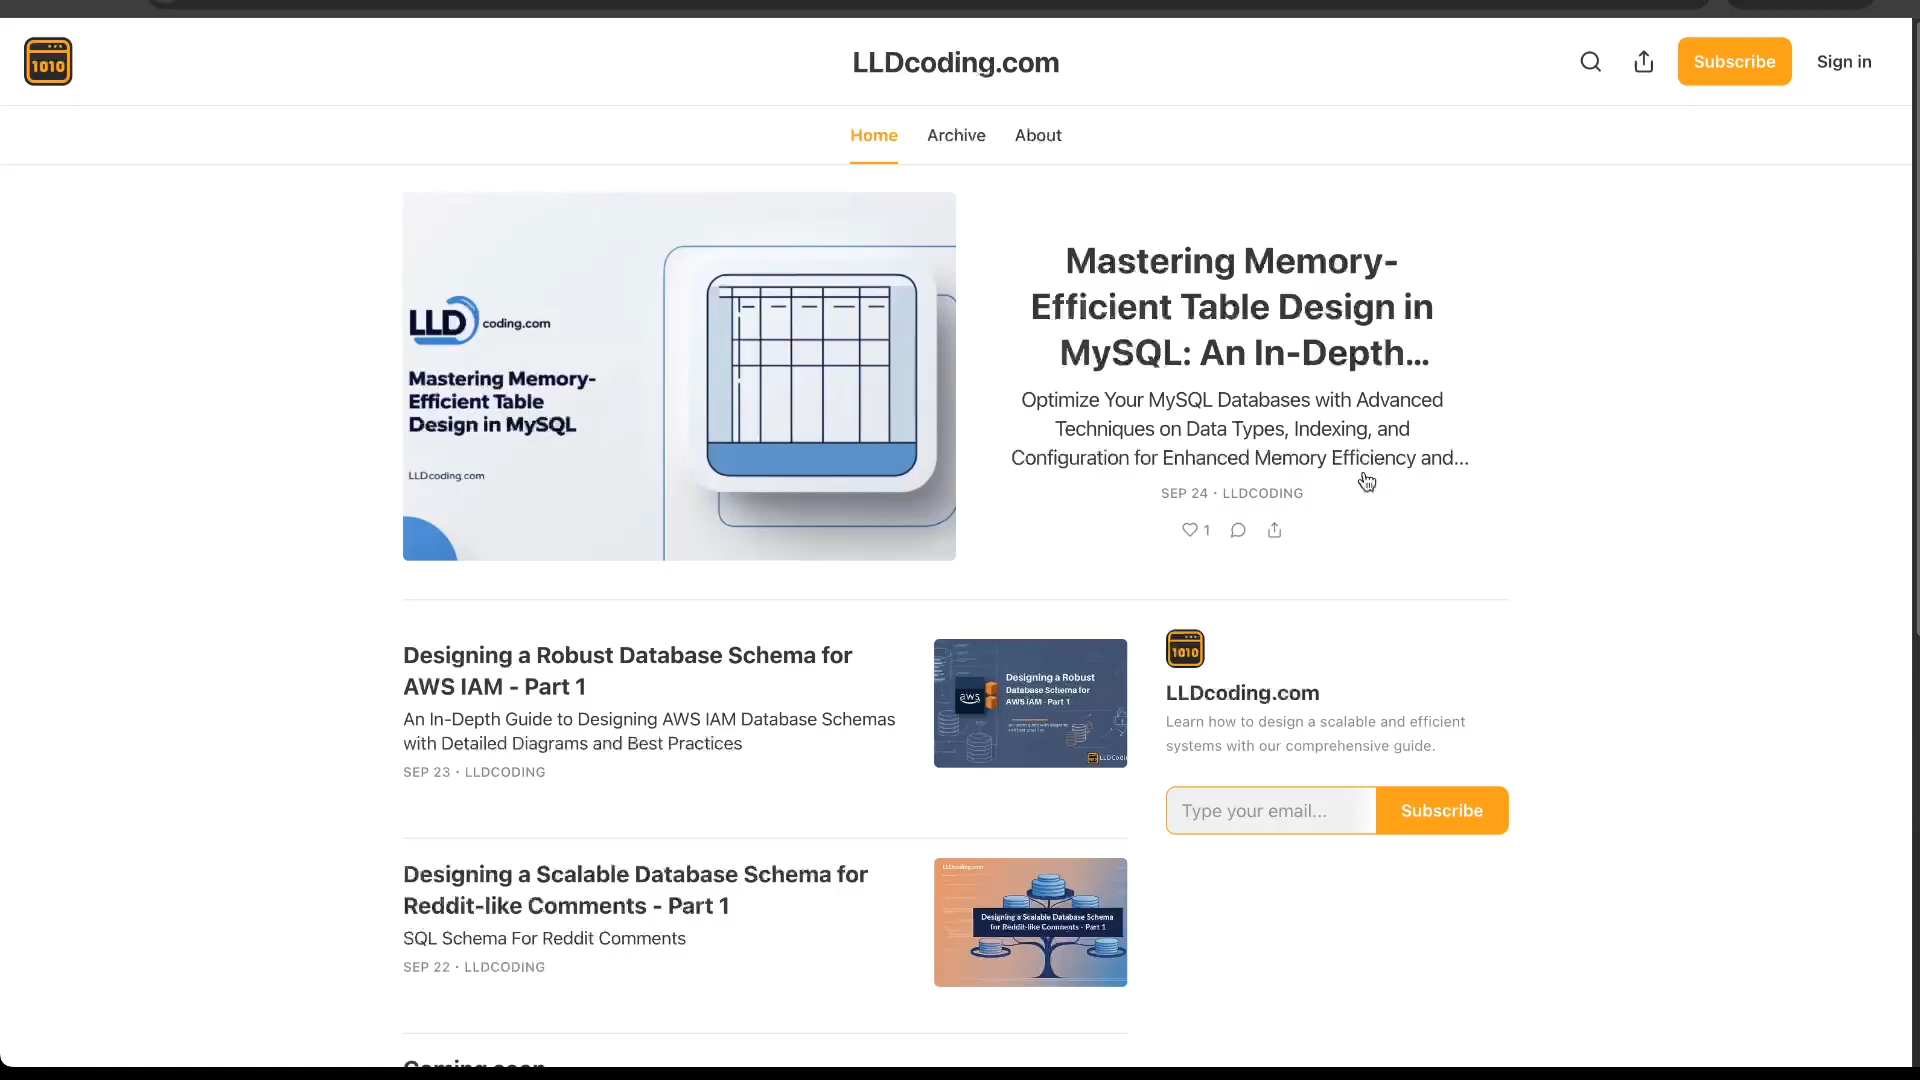 1010
LLDcoding.com
Subscribe
Sign in
Home
Archive
About
LLD coding.com
Mastering Memory-
Efficient Table
Design in MySQL
LLDcoding.com
Mastering Memory-
Efficient Table Design in
MySQL: An In-Depth...
Optimize Your MySQL Databases with Advanced
Techniques on Data Types, Indexing, and
Configuration for Enhanced Memory Efficiency and...
SEP 24 · LLDCODING
1
Designing a Robust Database Schema for
AWS IAM - Part 1
An In-Depth Guide to Designing AWS IAM Database Schemas
with Detailed Diagrams and Best Practices
SEP 23 · LLDCODING
aws
Designing a Robust
Database Schema for
AWS IAM - Part 1
1010
LLDcoding.com
Learn how to design a scalable and efficient
systems with our comprehensive guide.
Type your email...
Subscribe
Designing a Scalable Database Schema for
Reddit-like Comments - Part 1
SQL Schema For Reddit Comments
SEP 22 · LLDCODING
LLDcoding.com
Designing a Scalable Database Schema
for Reddit-like Comments - Part 1
Coming soon